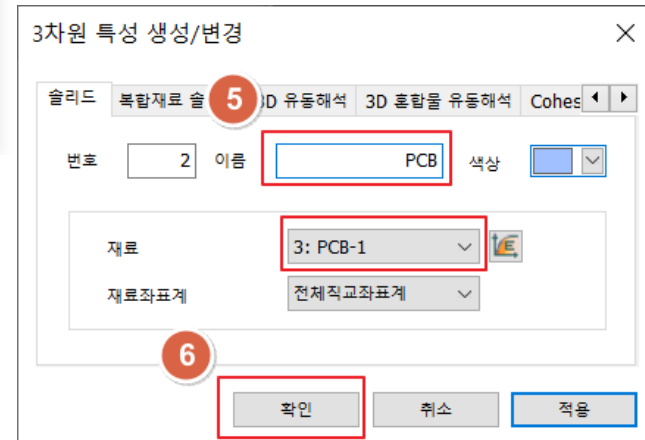 3차원 특성 생성/변경
솔리드 복합재료 솔 5 3D 유동해석 3D 혼합물 유동해석 Cohes
번호 2 이름 PCB 색상
재료 3: PCB-1
재료좌표계 전체직교좌표계
6
확인 취소 적용